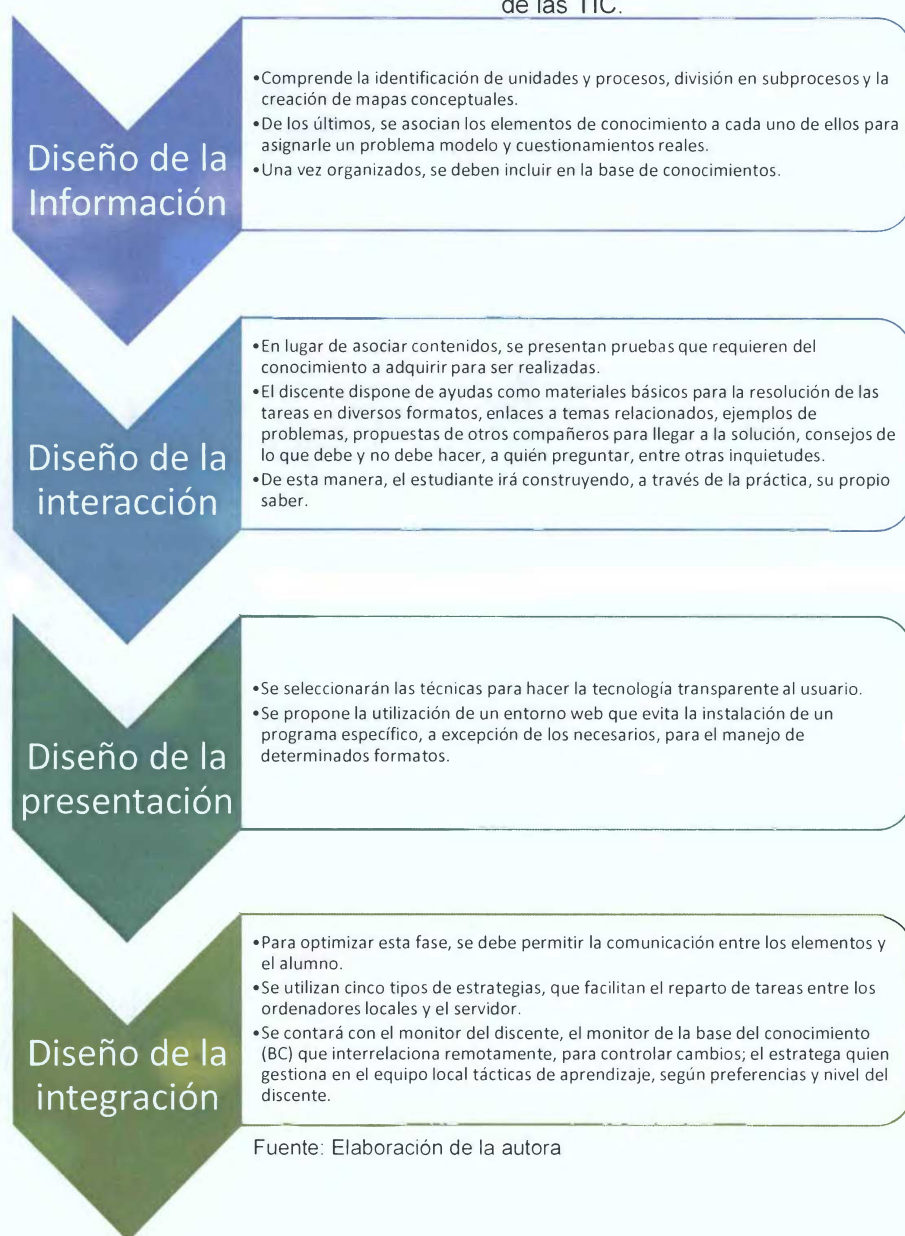 de las TIC.
Diseño de la
Información
•Comprende la identificación de unidades y procesos, división en subprocesos y la
creación de mapas conceptuales.
•De los últimos, se asocian los elementos de conocimiento a cada uno de ellos para
asignarle un problema modelo y cuestionamientos reales.
•Una vez organizados, se deben incluir en la base de conocimientos.
Diseño de la
interacción
•En lugar de asociar contenidos, se presentan pruebas que requieren del
conocimiento a adquirir para ser realizadas.
•El discente dispone de ayudas como materiales básicos para la resolución de las
tareas en diversos formatos, enlaces a temas relacionados, ejemplos de
problemas, propuestas de otros compañeros para llegar a la solución, consejos de
lo que debe y no debe hacer, a quién preguntar, entre otras inquietudes.
•De esta manera, el estudiante irá construyendo, a través de la práctica, su propio
saber.
Diseño de la
presentación
•Se seleccionarán las técnicas para hacer la tecnología transparente al usuario.
•Se propone la utilización de un entorno web que evita la instalación de un
programa específico, a excepción de los necesarios, para el manejo de
determinados formatos.
Diseño de la
integración
•Para optimizar esta fase, se debe permitir la comunicación entre los elementos y
el alumno.
•Se utilizan cinco tipos de estrategias, que facilitan el reparto de tareas entre los
ordenadores locales y el servidor.
•Se contará con el monitor del discente, el monitor de la base del conocimiento
(BC) que interrelaciona remotamente, para controlar cambios; el estratega quien
gestiona en el equipo local tácticas de aprendizaje, según preferencias y nivel del
discente.
Fuente: Elaboración de la autora